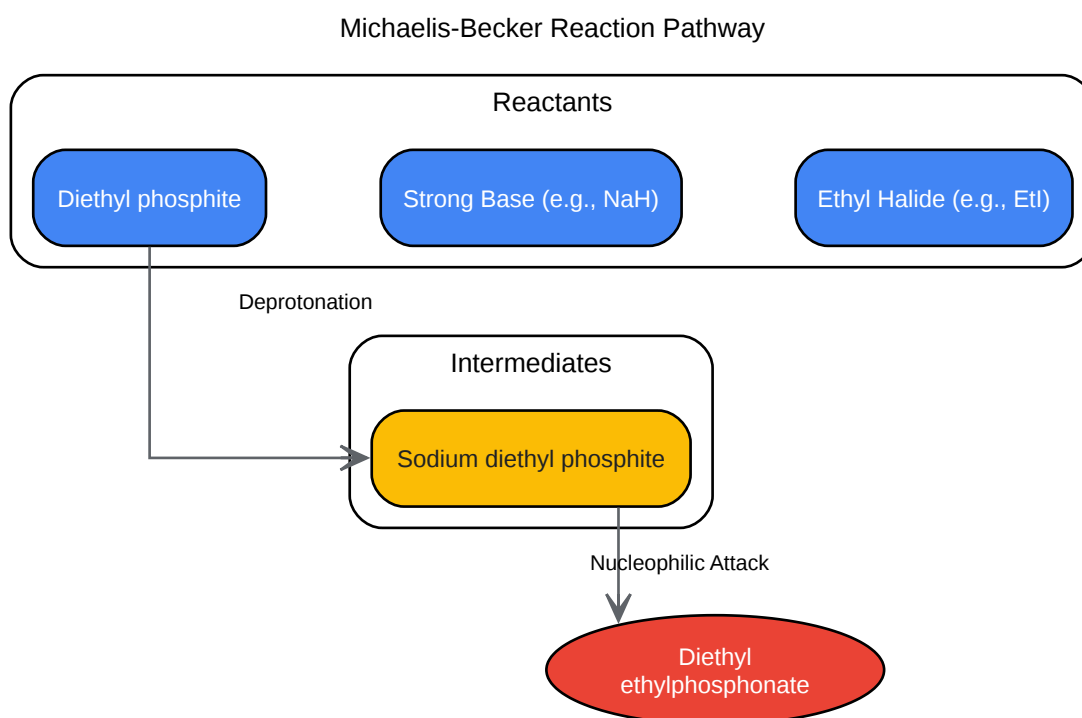 Michaelis-Becker Reaction Pathway
Reactants
Diethyl phosphite
Strong Base (e.g., NaH)
Ethyl Halide (e.g., EtI)
Deprotonation
Intermediates
Sodium diethyl phosphite
Nucleophilic Attack
Diethyl
ethylphosphonate